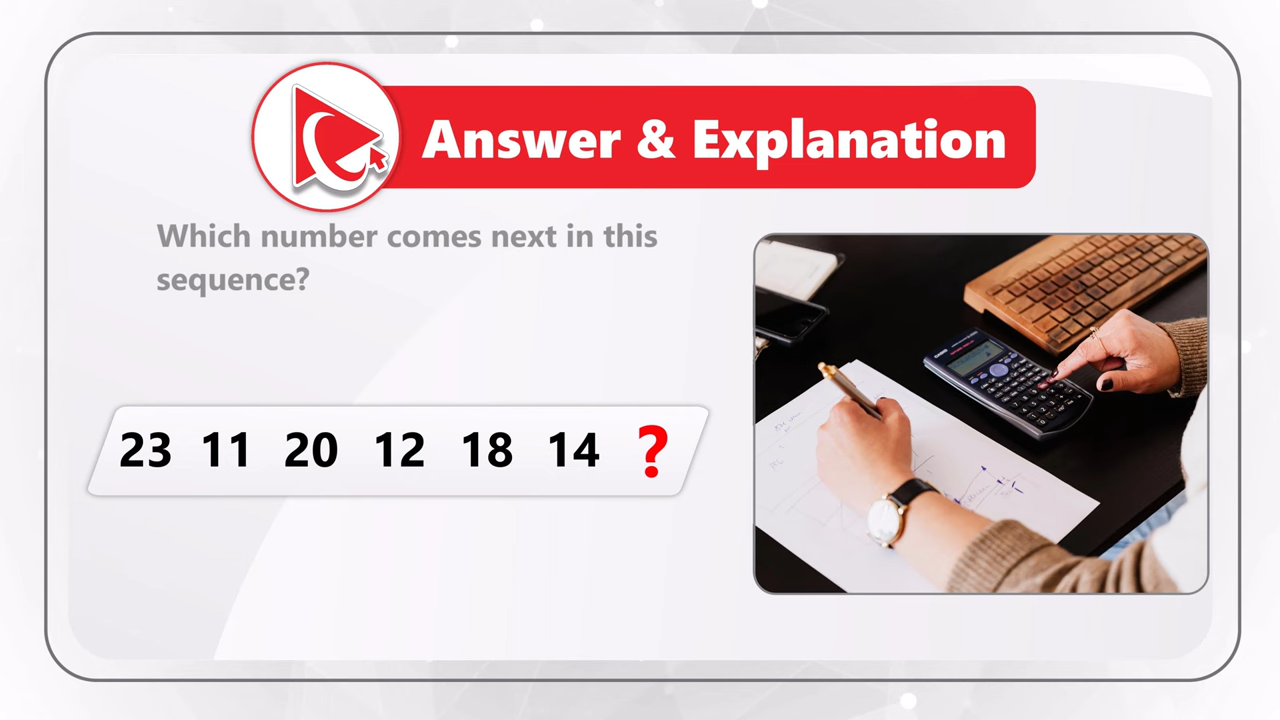 Answer & Explanation
Which number comes next in this
sequence?
23 11 20 12 18 14 ?